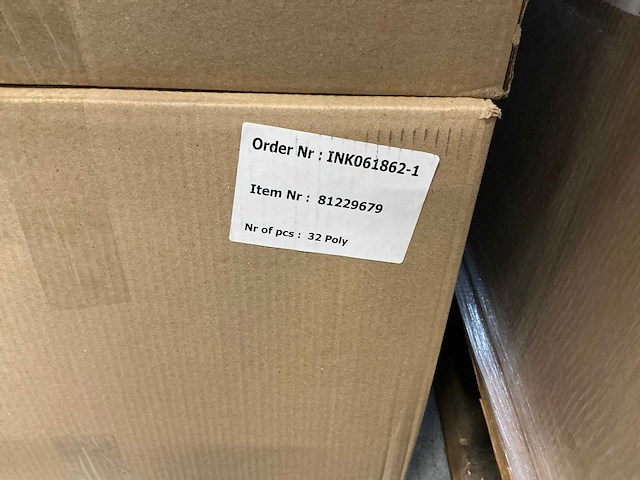 Order Nr : INK061862-1
Item Nr : 81229679
Nr of pcs : 32 Poly